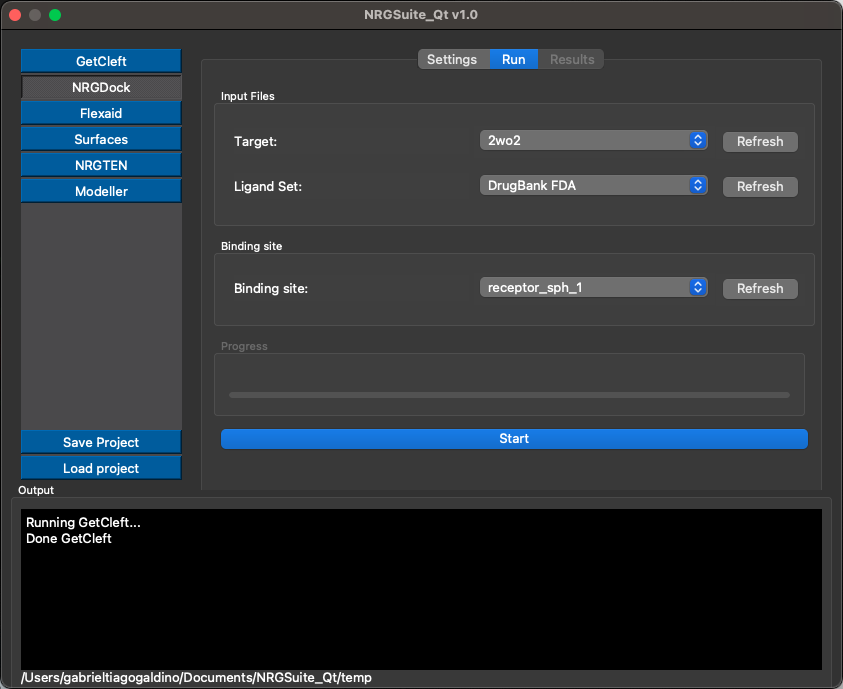 NRGSuite_Qt v1.0
GetCleft
NRGDock
Flexaid
Surfaces
NRGTEN
Modeller
Save Project
Load project
Settings Run Results
Input Files
Target: 2wo2 Refresh
Ligand Set: DrugBank FDA Refresh
Binding site
Binding site: receptor_sph_1 Refresh
Progress
Start
Output
Running GetCleft...
Done GetCleft
/Users/gabrieltiagogaldino/Documents/NRGSuite_Qt/temp